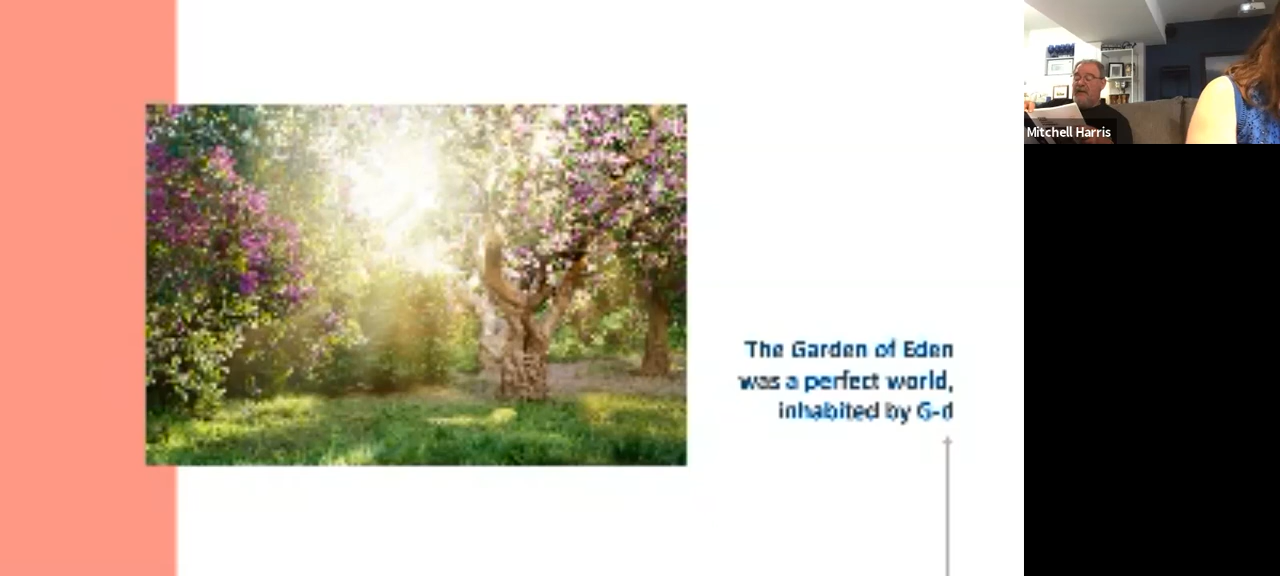 The Garden of Eden
was a perfect world,
inhabited by G-d
Mitchell Harris